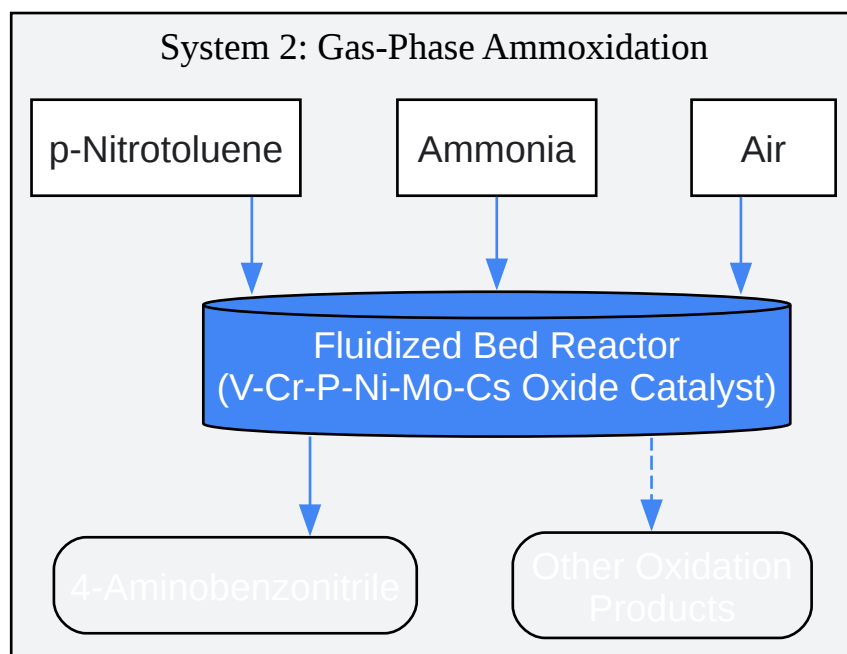 System 2: Gas-Phase Ammoxidation
p-Nitrotoluene
Ammonia
Air
Fluidized Bed Reactor
(V-Cr-P-Ni-Mo-Cs Oxide Catalyst)
4-Aminobenzonitrile
Other Oxidation
Products